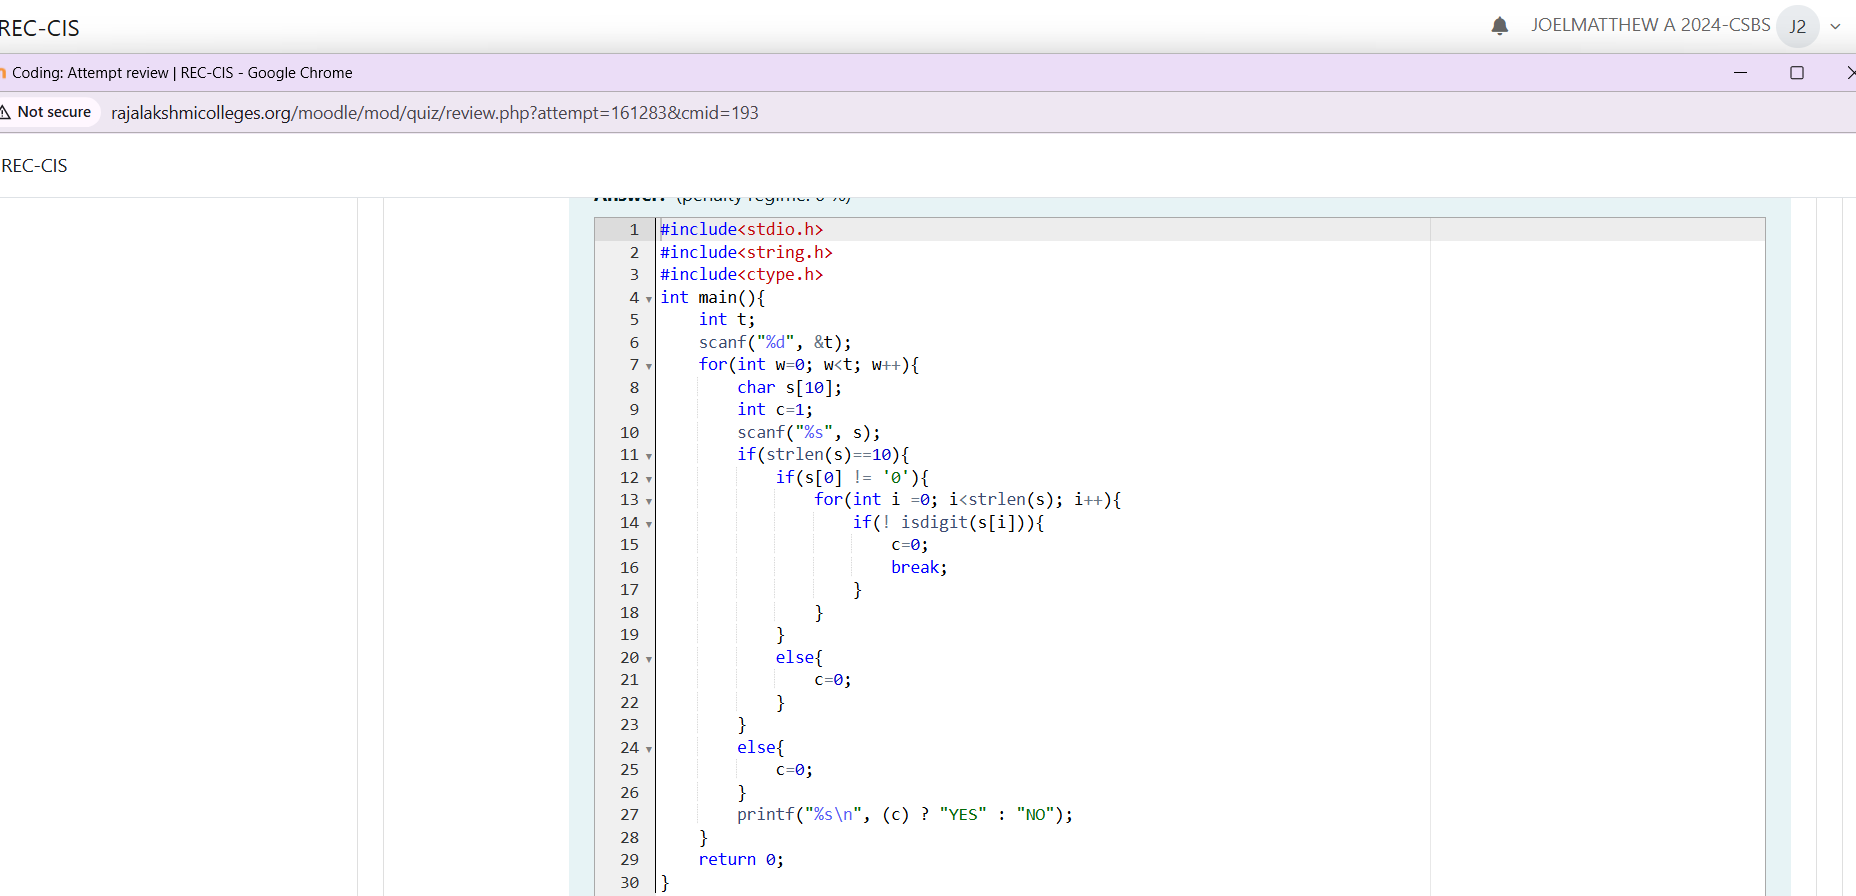 REC-CIS
JOELMATTHEW A 2024-CSBS J2
Coding: Attempt review | REC-CIS - Google Chrome
Not secure rajalakshmicolleges.org/moodle/mod/quiz/review.php?attempt=161283&cmid=193
REC-CIS
Answer: (penalty regime: 0 %)
1 #include<stdio.h>
2 #include<string.h>
3 #include<ctype.h>
4 int main(){
5 int t;
6 scanf("%d", &t);
7 for(int w=0; w<t; w++){
8 char s[10];
9 int c=1;
10 scanf("%s", s);
11 if(strlen(s)==10){
12 if(s[0] != '0'){
13 for(int i =0; i<strlen(s); i++){
14 if(! isdigit(s[i])){
15 c=0;
16 break;
17 }
18 }
19 }
20 else{
21 c=0;
22 }
23 }
24 else{
25 c=0;
26 }
27 printf("%s\n", (c) ? "YES" : "NO");
28 }
29 return 0;
30 }